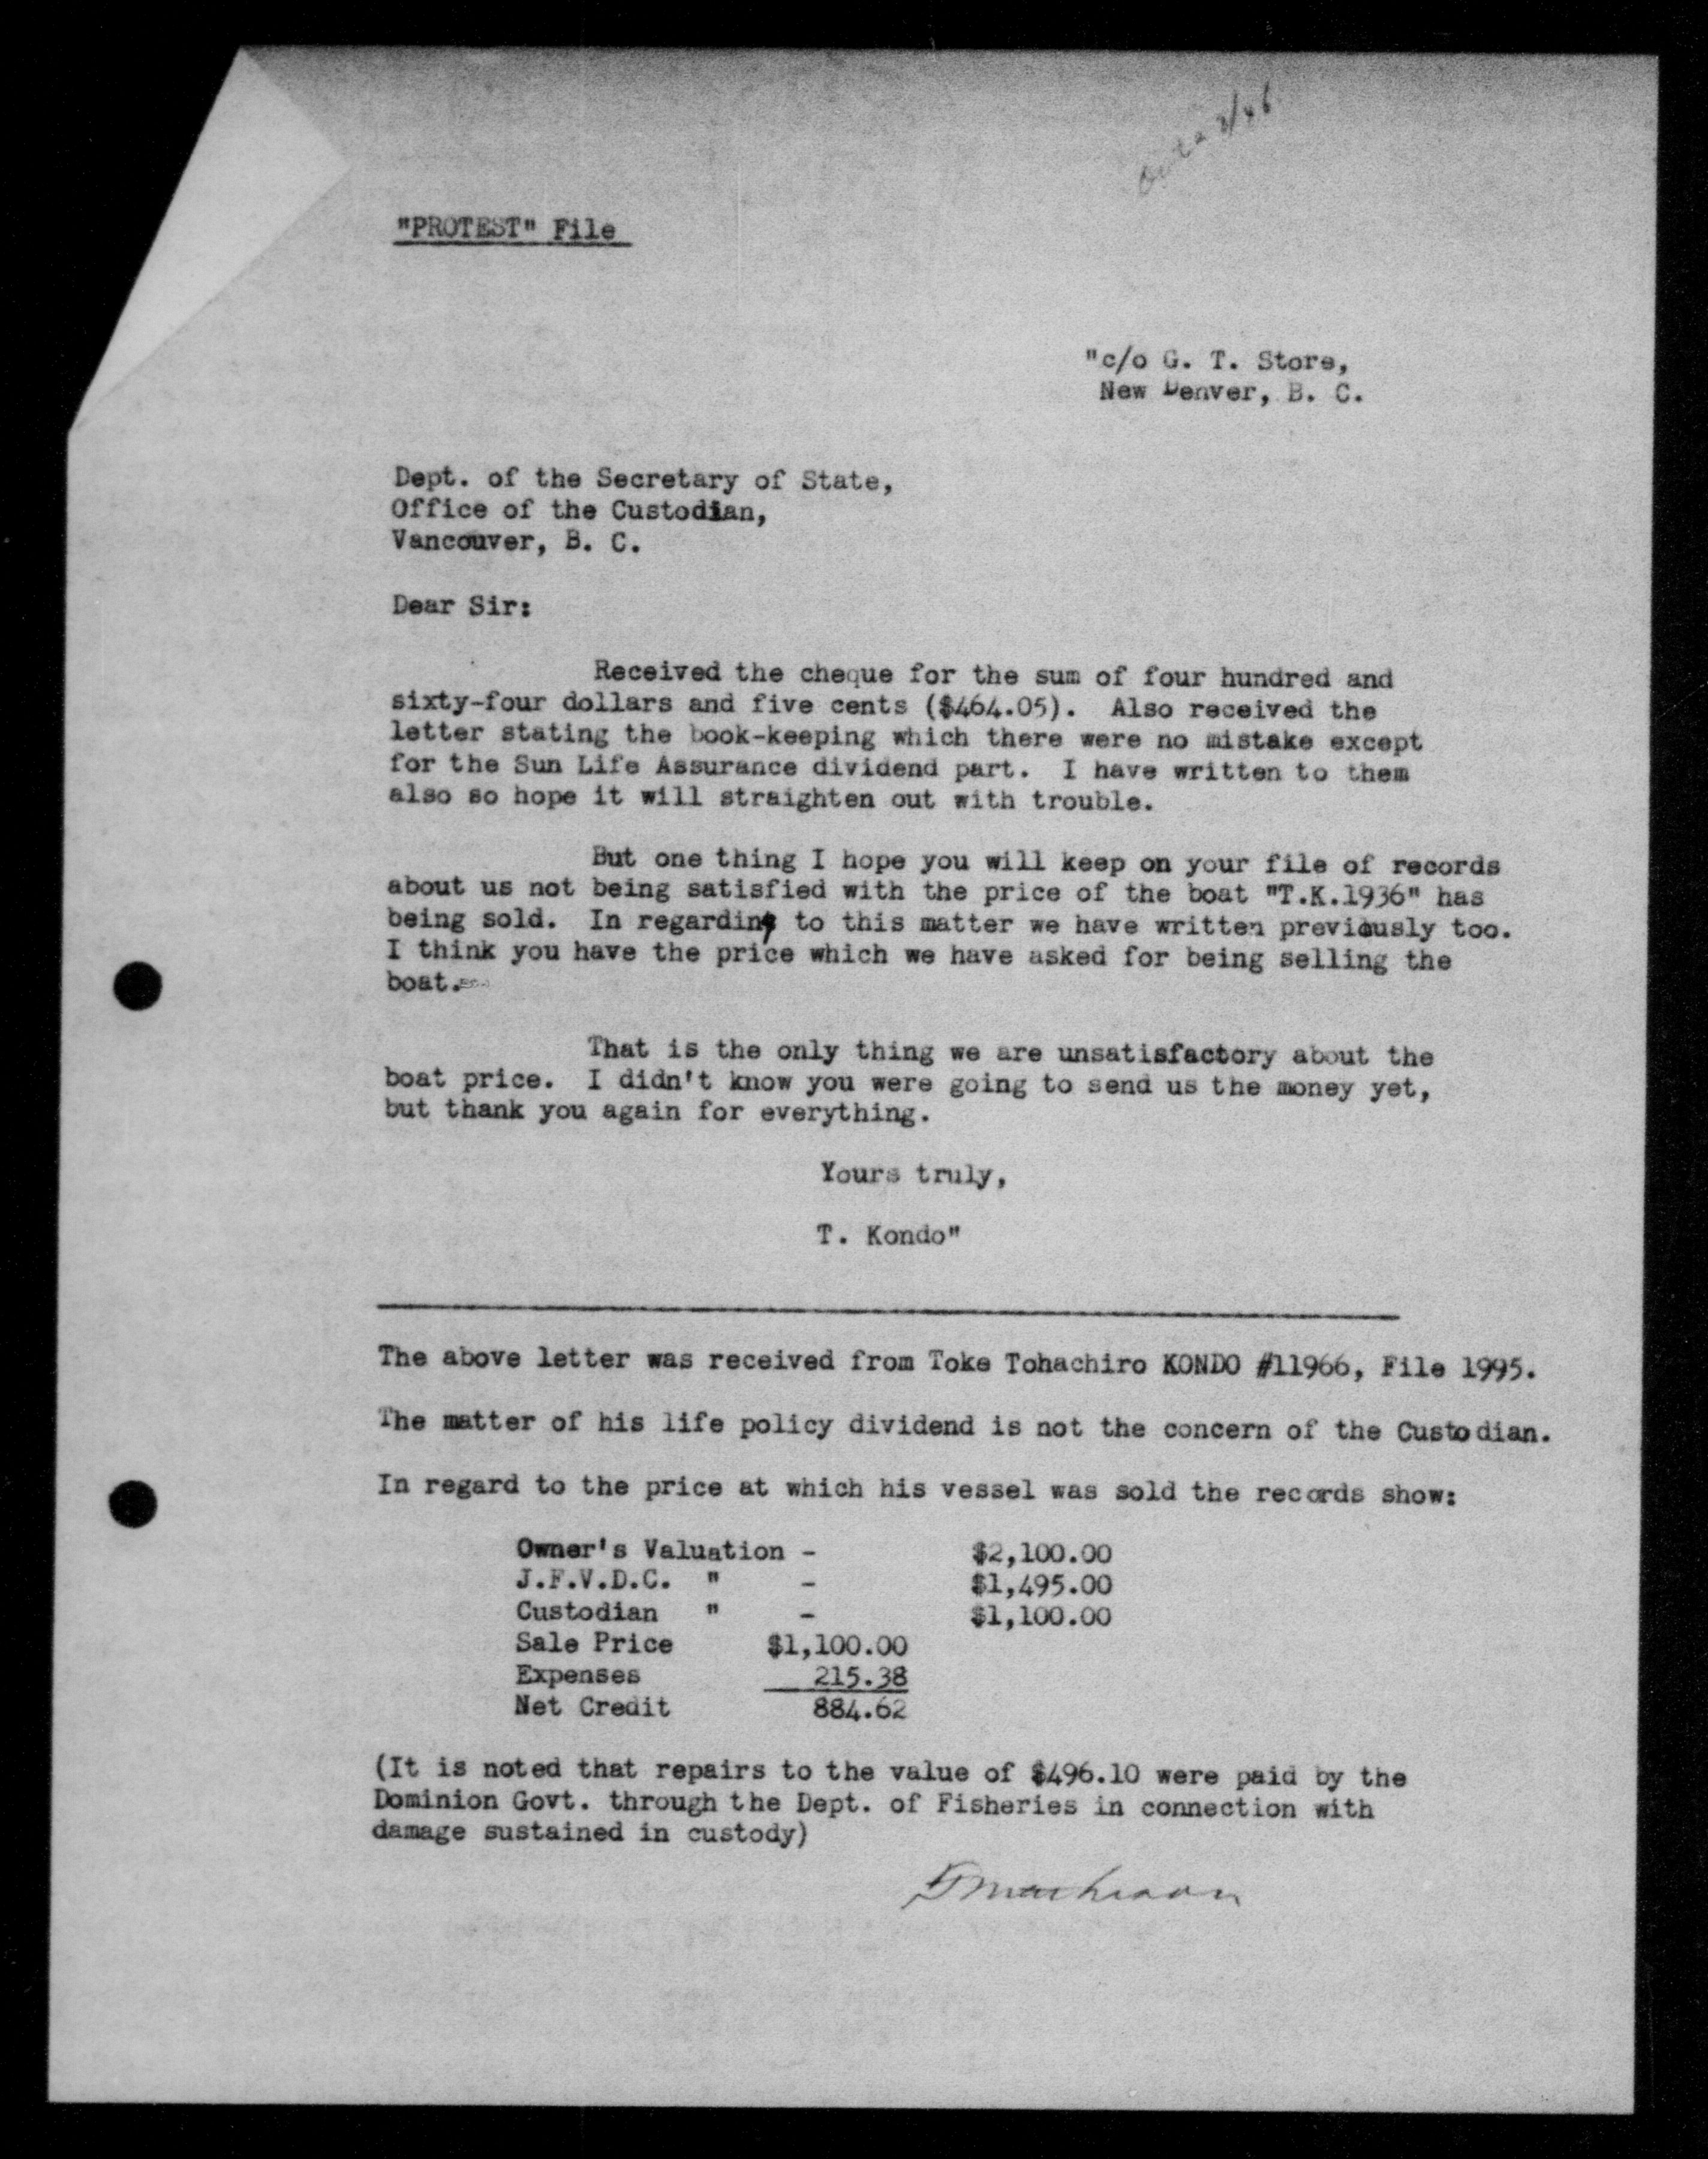 "PROTEST" File
"c/o G. T. Store,
New Denver, B. C.
Dept. of the Secretary of State,
Office of the Custodian,
Vancouver, B. C.
Dear Sir:
Received the cheque for the sum of four hundred and
sixty-four dollars and five cents ($464.05). Also received the
letter stating the book-keeping which there were no mistake except
for the Sun Life Assurance dividend part. I have written to them
also so hope it will straighten out with trouble.
But one thing I hope you will keep on your file of records
about us not being satisfied with the price of the boat "T.K.1936" has
being sold. In regarding to this matter we have written previously too.
I think you have the price which we have asked for being selling the
boat.
That is the only thing we are unsatisfactory about the
boat price. I didn't know you were going to send us the money yet,
but thank you again for everything.
Yours truly,
T. Kondo"
The above letter was received from Toke Tohachiro KONDO #11966, File 1995.
The matter of his life policy dividend is not the concern of the Custodian.
In regard to the price at which his vessel was sold the records show:
Owner's Valuation - $2,100.00
J.F.V.D.C. " - $1,495.00
Custodian " - $1,100.00
Sale Price $1,100.00
Expenses 215.38
Net Credit 884.62
(It is noted that repairs to the value of $496.10 were paid by the
Dominion Govt. through the Dept. of Fisheries in connection with
damage sustained in custody)